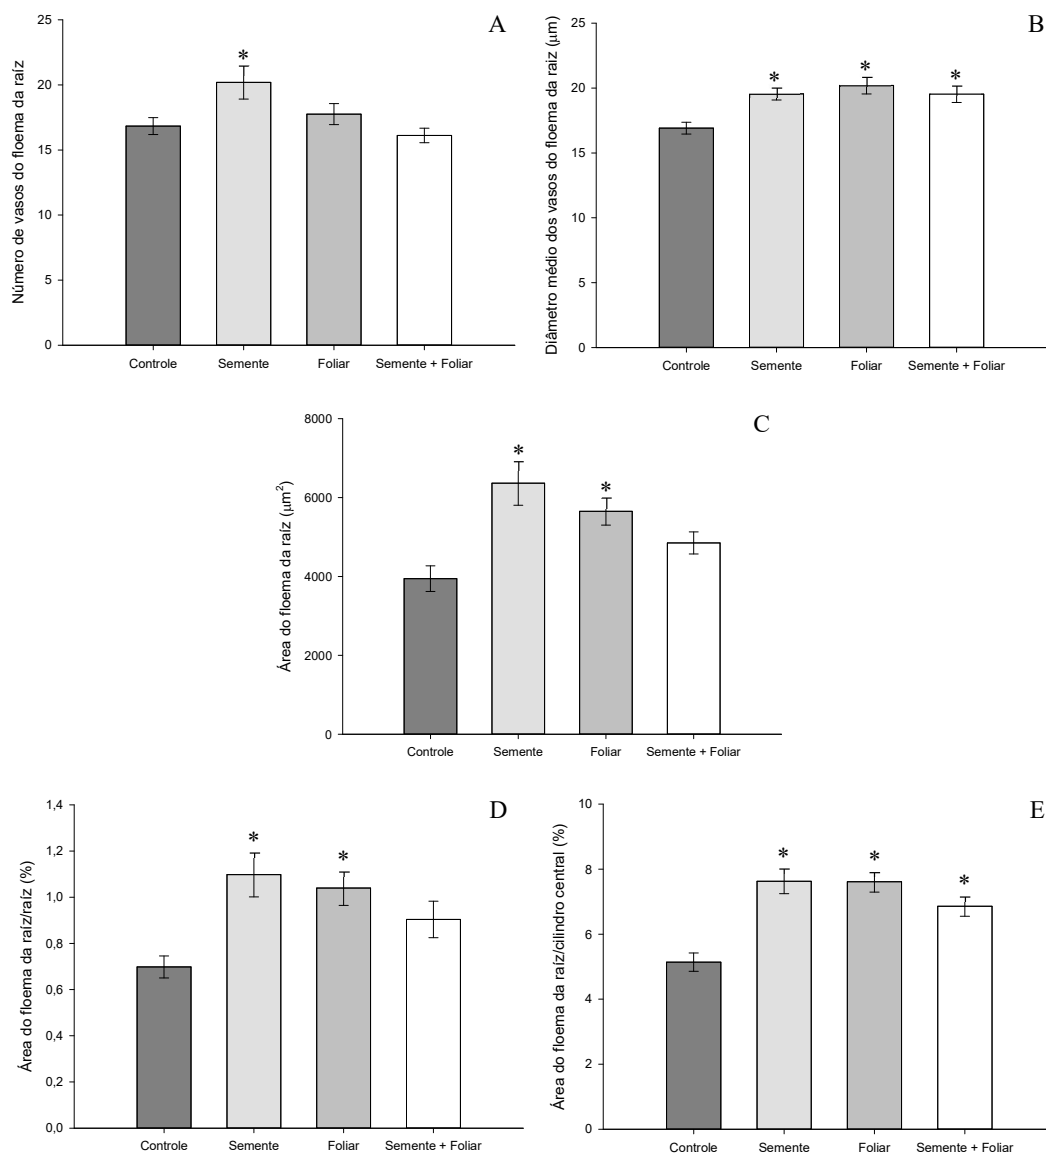 A
Número de vasos do floema da raíz
25
20
15
10
5
0
*
Controle
Semente
Foliar
Semente + Foliar
B
Diâmetro médio dos vasos do floema da raiz (µm)
25
20
15
10
5
0
*
*
*
Controle
Semente
Foliar
Semente + Foliar
C
Área do floema da raíz (µm²)
8000
6000
4000
2000
0
*
*
Controle
Semente
Foliar
Semente + Foliar
D
Área do floema da raíz/raíz (%)
1,4
1,2
1,0
0,8
0,6
0,4
0,2
0,0
*
*
Controle
Semente
Foliar
Semente + Foliar
E
Área do floema da raíz/cilindro central (%)
10
8
6
4
2
0
*
*
*
Controle
Semente
Foliar
Semente + Foliar